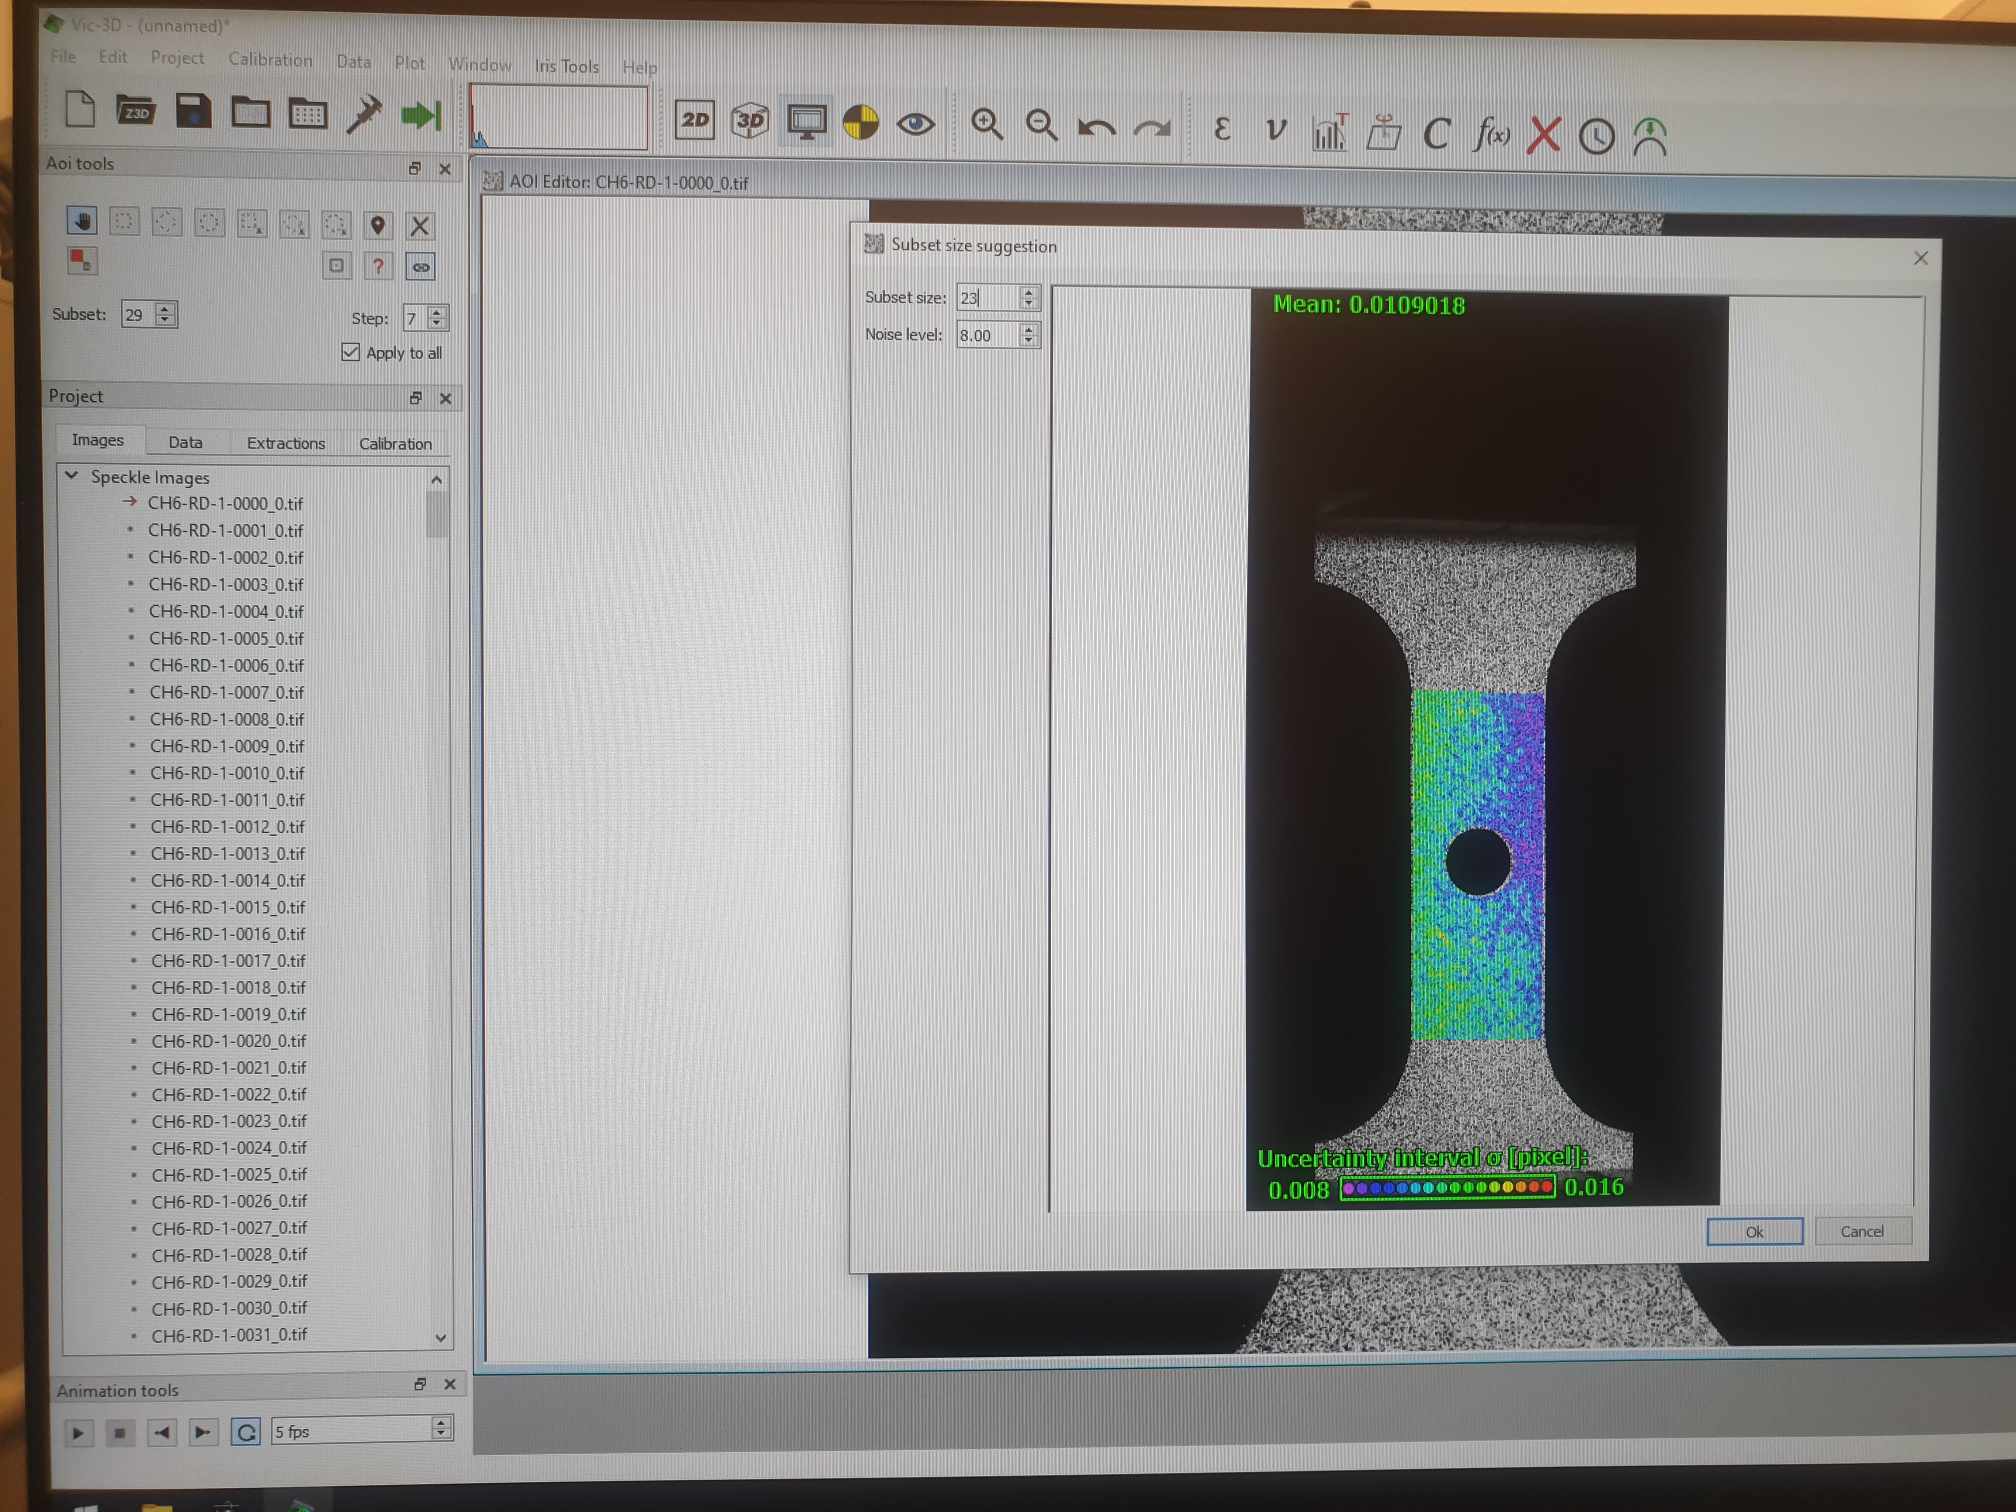 Vic-3D - (unnamed)*
File Edit Project Calibration Data Plot Window Iris Tools Help
Z3D 2D 3D ε ν T C f(x)
Aoi tools
AOI Editor: CH6-RD-1-0000_0.tif
?
Subset: 29 Step: 7
Apply to all
Project
Images Data Extractions Calibration
Speckle Images
CH6-RD-1-0000_0.tif
CH6-RD-1-0001_0.tif
CH6-RD-1-0002_0.tif
CH6-RD-1-0003_0.tif
CH6-RD-1-0004_0.tif
CH6-RD-1-0005_0.tif
CH6-RD-1-0006_0.tif
CH6-RD-1-0007_0.tif
CH6-RD-1-0008_0.tif
CH6-RD-1-0009_0.tif
CH6-RD-1-0010_0.tif
CH6-RD-1-0011_0.tif
CH6-RD-1-0012_0.tif
CH6-RD-1-0013_0.tif
CH6-RD-1-0014_0.tif
CH6-RD-1-0015_0.tif
CH6-RD-1-0016_0.tif
CH6-RD-1-0017_0.tif
CH6-RD-1-0018_0.tif
CH6-RD-1-0019_0.tif
CH6-RD-1-0020_0.tif
CH6-RD-1-0021_0.tif
CH6-RD-1-0022_0.tif
CH6-RD-1-0023_0.tif
CH6-RD-1-0024_0.tif
CH6-RD-1-0025_0.tif
CH6-RD-1-0026_0.tif
CH6-RD-1-0027_0.tif
CH6-RD-1-0028_0.tif
CH6-RD-1-0029_0.tif
CH6-RD-1-0030_0.tif
CH6-RD-1-0031_0.tif
Animation tools
5 fps
Subset size suggestion
Subset size: 23
Noise level: 8.00
Mean: 0.0109018
Uncertainty interval σ [pixel]:
0.008 0.016
Ok Cancel